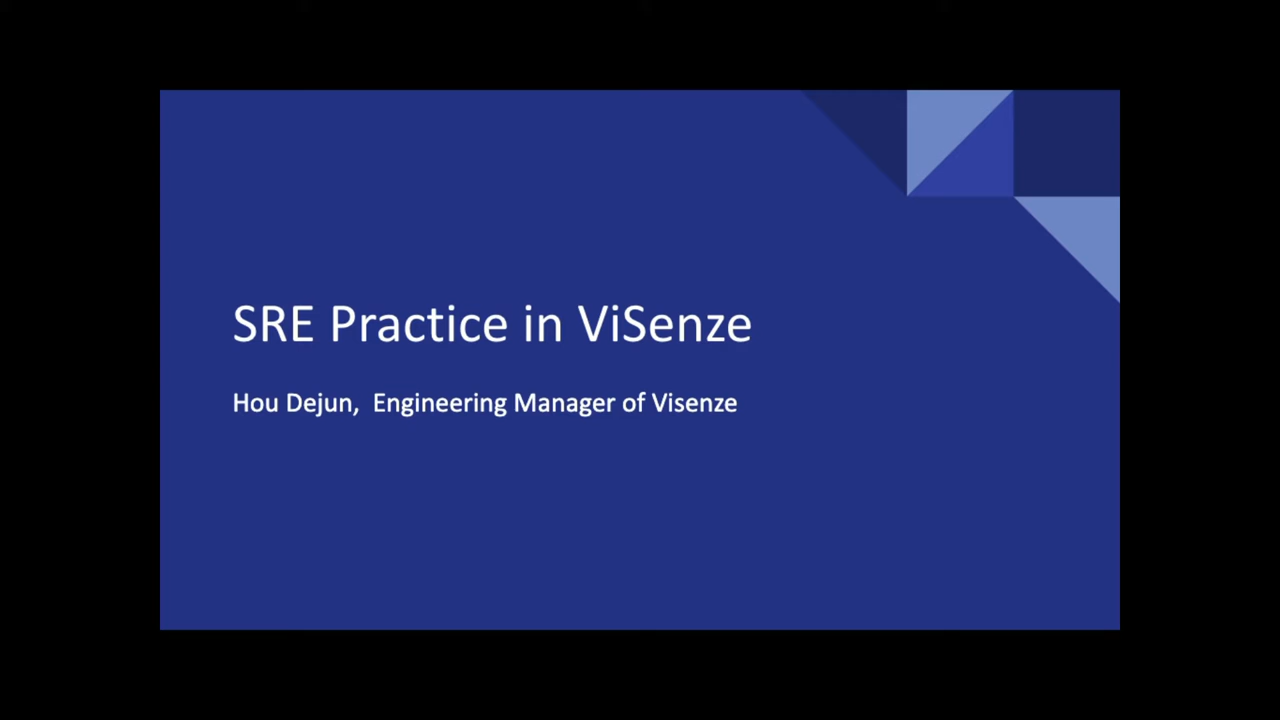 SRE Practice in ViSenze
Hou Dejun,  Engineering Manager of Visenze